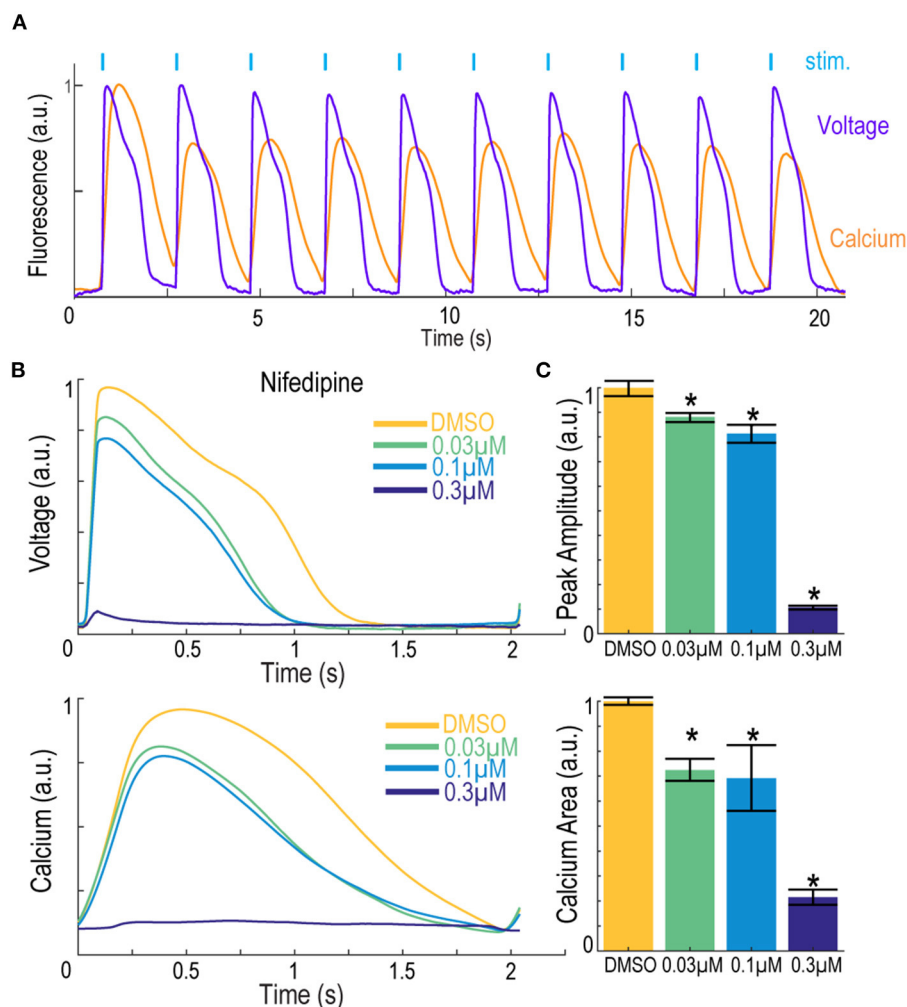 A
stim.
1
Voltage
Calcium
Fluorescence (a.u.)
0 5 10 15 20
Time (s)
B
Nifedipine
1
DMSO
0.03µM
0.1µM
0.3µM
Voltage (a.u.)
0 0.5 1 1.5 2
Time (s)
1
DMSO
0.03µM
0.1µM
0.3µM
Calcium (a.u.)
0 0.5 1 1.5 2
Time (s)
C
1
* * *
Peak Amplitude (a.u.)
0
DMSO 0.03µM 0.1µM 0.3µM
1
* * *
Calcium Area (a.u.)
0
DMSO 0.03µM 0.1µM 0.3µM